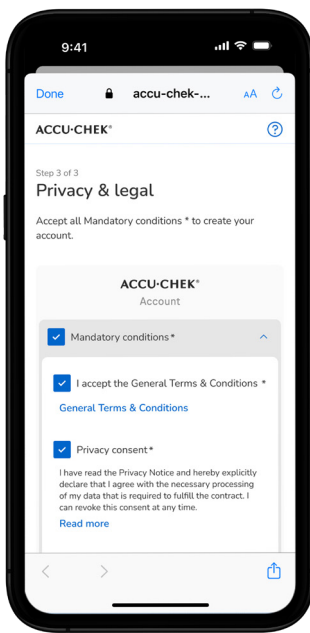 9:41
Done accu-chek-... AA
ACCU-CHEK®
?
Step 3 of 3
Privacy & legal
Accept all Mandatory conditions * to create your
account.
ACCU-CHEK®
Account
Mandatory conditions *
I accept the General Terms & Conditions *
General Terms & Conditions
Privacy consent *
I have read the Privacy Notice and hereby explicitly
declare that I agree with the necessary processing
of my data that is required to fulfill the contract. I
can revoke this consent at any time.
Read more